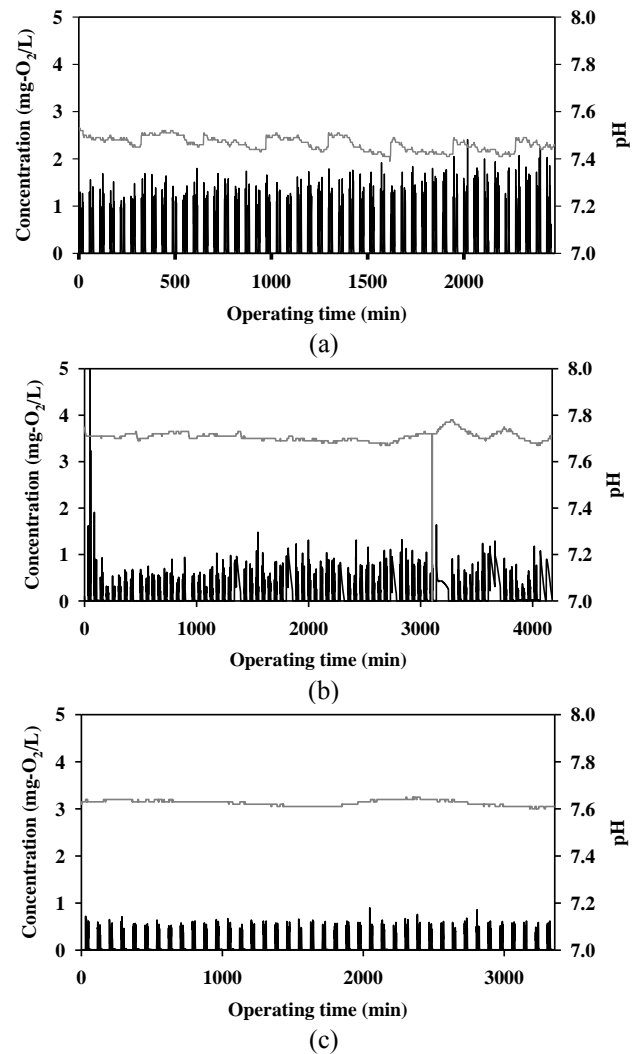 5 8.0
4 7.8
3 7.6
2 7.4
1 7.2
0 7.0
Concentration (mg-O2/L)
pH
0 500 1000 1500 2000
Operating time (min)
(a)
5 8.0
4 7.8
3 7.6
2 7.4
1 7.2
0 7.0
Concentration (mg-O2/L)
pH
0 1000 2000 3000 4000
Operating time (min)
(b)
5 8.0
4 7.8
3 7.6
2 7.4
1 7.2
0 7.0
Concentration (mg-O2/L)
pH
0 1000 2000 3000
Operating time (min)
(c)